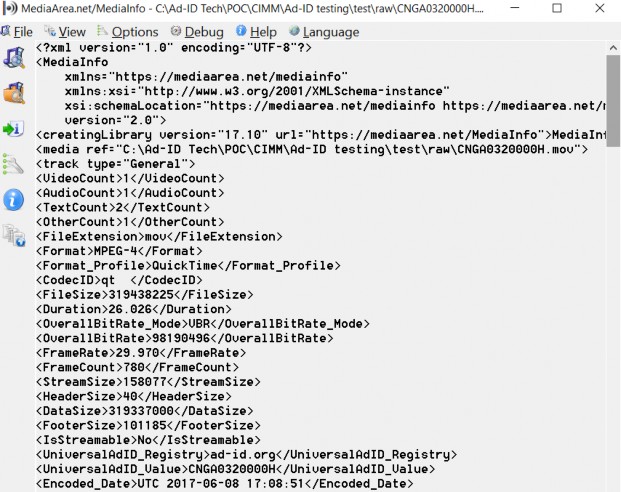 MediaArea.net/MediaInfo - C:\Ad-ID Tech\POC\CIMM\Ad-ID testing\test\raw\CNGA0320000H....
File View Options Debug Help Language
<?xml version="1.0" encoding="UTF-8"?>
<MediaInfo
xmlns="https://mediaarea.net/mediainfo"
xmlns:xsi="http://www.w3.org/2001/XMLSchema-instance"
xsi:schemaLocation="https://mediaarea.net/mediainfo https://mediaarea.net/
version="2.0">
<creatingLibrary version="17.10" url="https://mediaarea.net/MediaInfo">MediaInf
<media ref="C:\Ad-ID Tech\POC\CIMM\Ad-ID testing\test\raw\CNGA0320000H.mov">
<track type="General">
<VideoCount>1</VideoCount>
<AudioCount>1</AudioCount>
<TextCount>2</TextCount>
<OtherCount>1</OtherCount>
<FileExtension>mov</FileExtension>
<Format>MPEG-4</Format>
<Format_Profile>QuickTime</Format_Profile>
<CodecID>qt  </CodecID>
<FileSize>319438225</FileSize>
<Duration>26.026</Duration>
<OverallBitRate_Mode>VBR</OverallBitRate_Mode>
<OverallBitRate>98190496</OverallBitRate>
<FrameRate>29.970</FrameRate>
<FrameCount>780</FrameCount>
<StreamSize>158077</StreamSize>
<HeaderSize>40</HeaderSize>
<DataSize>319337000</DataSize>
<FooterSize>101185</FooterSize>
<IsStreamable>No</IsStreamable>
<UniversalAdID_Registry>ad-id.org</UniversalAdID_Registry>
<UniversalAdID_Value>CNGA0320000H</UniversalAdID_Value>
<Encoded_Date>UTC 2017-06-08 17:08:51</Encoded_Date>